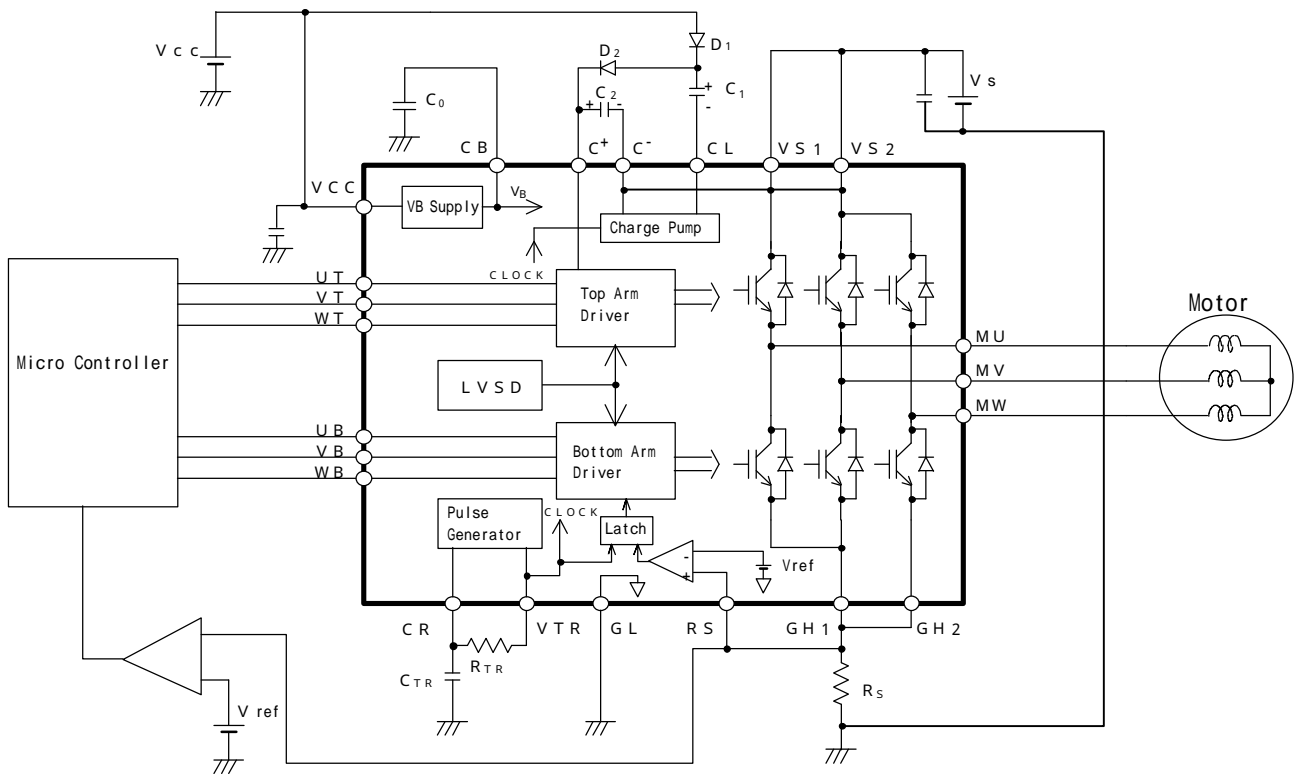 Vcc
D1
D2
C2
+ -
+
-
C1
C0
Vs
CB
C+
C-
CL
VS1
VS2
VCC
VB Supply
VB
Charge Pump
CLOCK
UT
VT
WT
Top Arm
Driver
Motor
Micro Controller
MU
MV
MW
LVSD
UB
VB
WB
Bottom Arm
Driver
Pulse
Generator
CLOCK
Latch
-
+
Vref
CR
VTR
GL
RS
GH1
GH2
RTR
CTR
RS
V ref